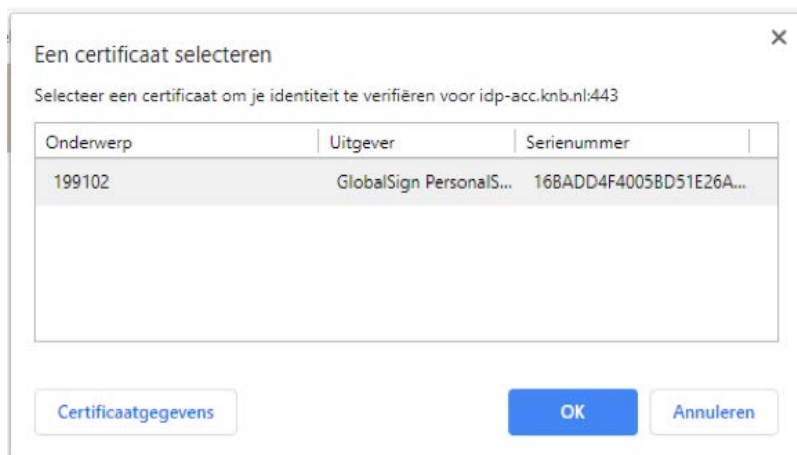 Een certificaat selecteren
Selecteer een certificaat om je identiteit te verifiëren voor idp-acc.knb.nl:443
Onderwerp Uitgever Serienummer
199102 GlobalSign PersonalS... 16BADD4F4005BD51E26A...
Certificaatgegevens OK Annuleren